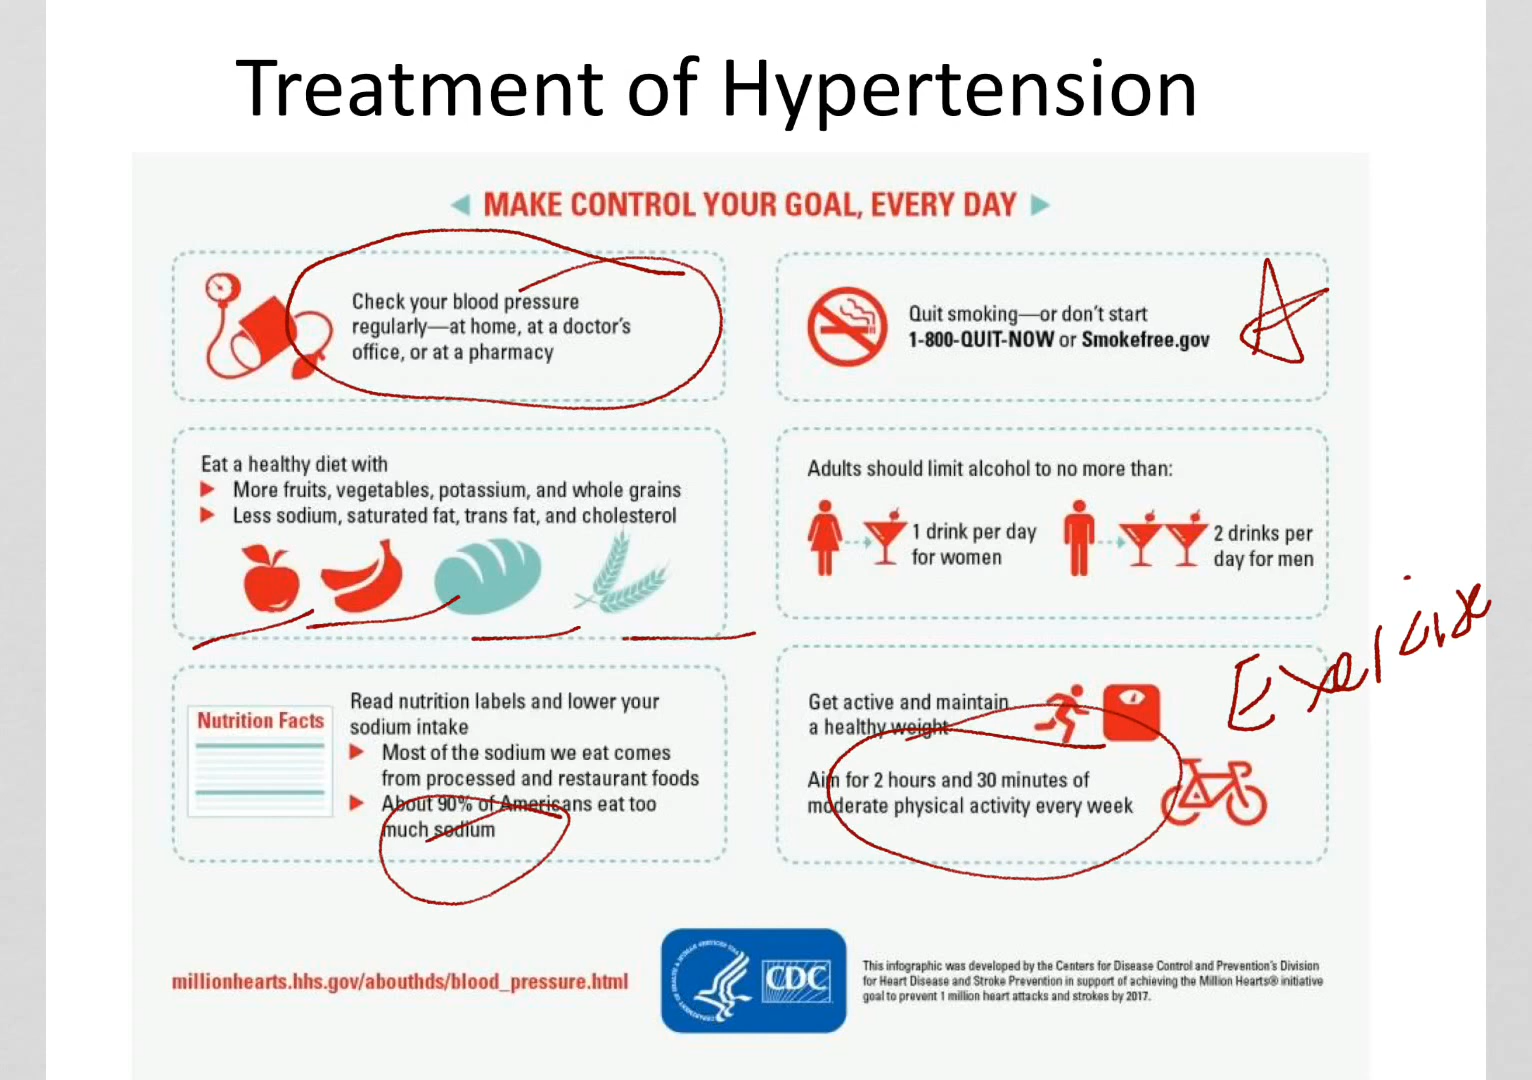 Treatment of Hypertension
MAKE CONTROL YOUR GOAL, EVERY DAY
Check your blood pressure
regularly—at home, at a doctor's
office, or at a pharmacy
Quit smoking—or don't start
1-800-QUIT-NOW or Smokefree.gov
Eat a healthy diet with
More fruits, vegetables, potassium, and whole grains
Less sodium, saturated fat, trans fat, and cholesterol
Adults should limit alcohol to no more than:
1 drink per day
for women
2 drinks per
day for men
Nutrition Facts
Read nutrition labels and lower your
sodium intake
Most of the sodium we eat comes
from processed and restaurant foods
About 90% of Americans eat too
much sodium
Get active and maintain
a healthy weight
Aim for 2 hours and 30 minutes of
moderate physical activity every week
Exercise
millionhearts.hhs.gov/abouthds/blood_pressure.html
CDC
This infographic was developed by the Centers for Disease Control and Prevention's Division
for Heart Disease and Stroke Prevention in support of achieving the Million Hearts® initiative
goal to prevent 1 million heart attacks and strokes by 2017.